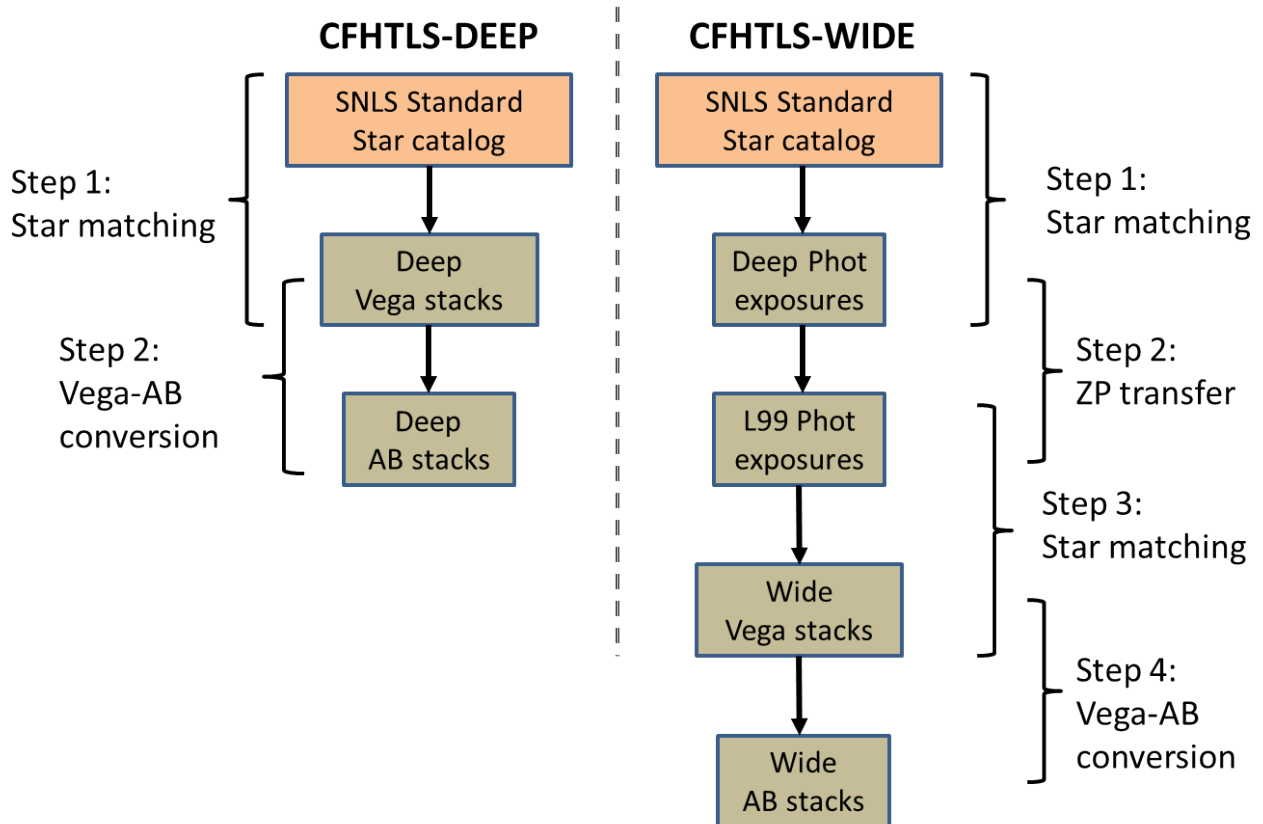 CFHTLS-DEEP
SNLS Standard
Star catalog
Step 1:
Star matching
Deep
Vega stacks
Step 2:
Vega-AB
conversion
Deep
AB stacks
CFHTLS-WIDE
SNLS Standard
Star catalog
Step 1:
Star matching
Deep Phot
exposures
Step 2:
ZP transfer
L99 Phot
exposures
Step 3:
Star matching
Wide
Vega stacks
Step 4:
Vega-AB
conversion
Wide
AB stacks